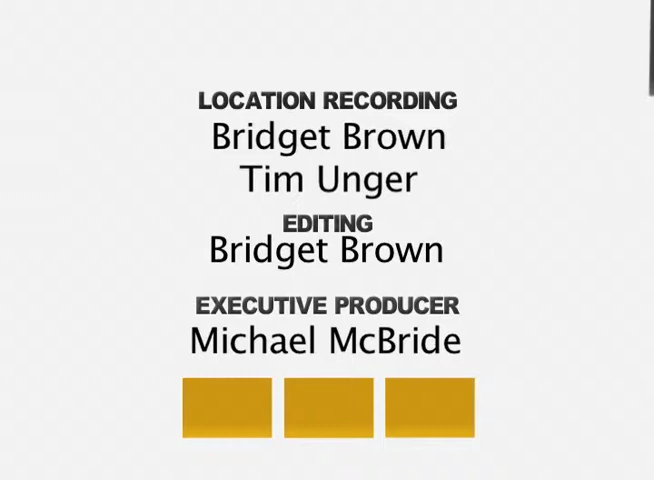 LOCATION RECORDING
Bridget Brown
Tim Unger
EDITING
Bridget Brown
EXECUTIVE PRODUCER
Michael McBride